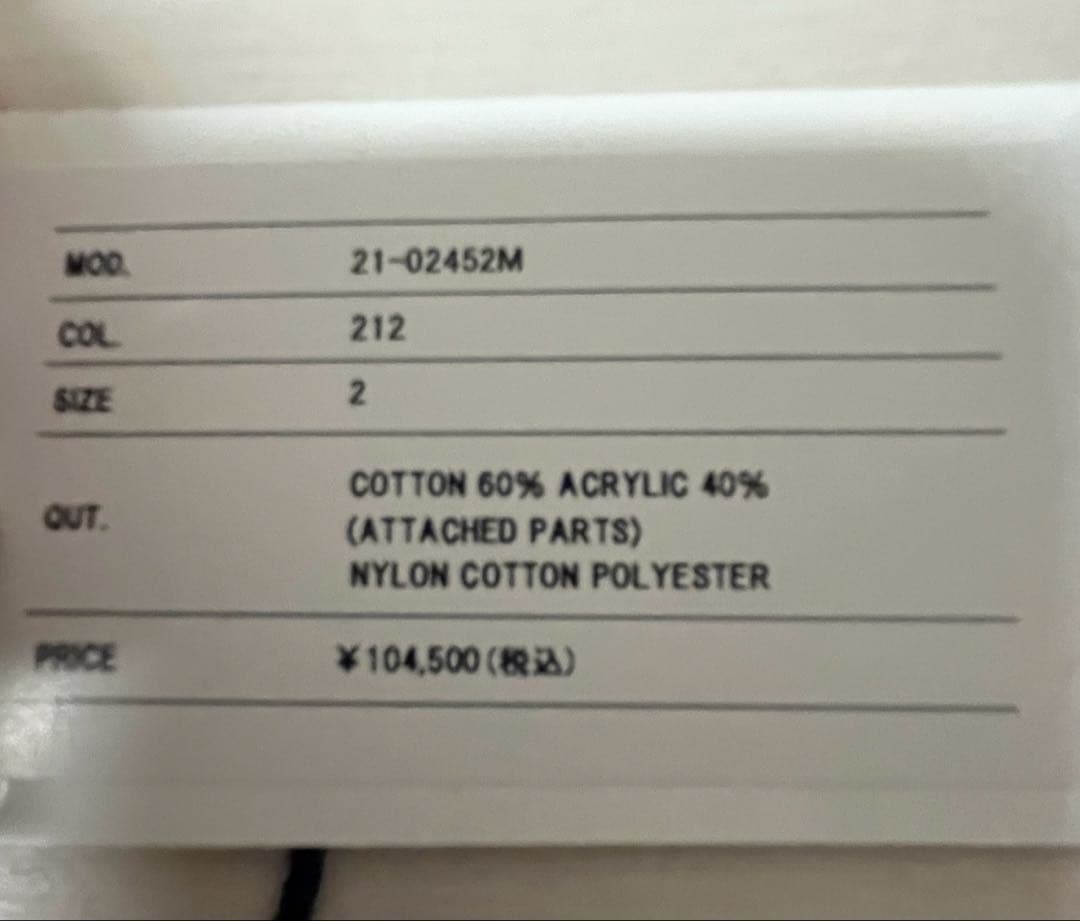 MOD. 21-02452M
COL. 212
SIZE 2
OUT. COTTON 60% ACRYLIC 40%
(ATTACHED PARTS)
NYLON COTTON POLYESTER
PRICE ¥104,500(税込)